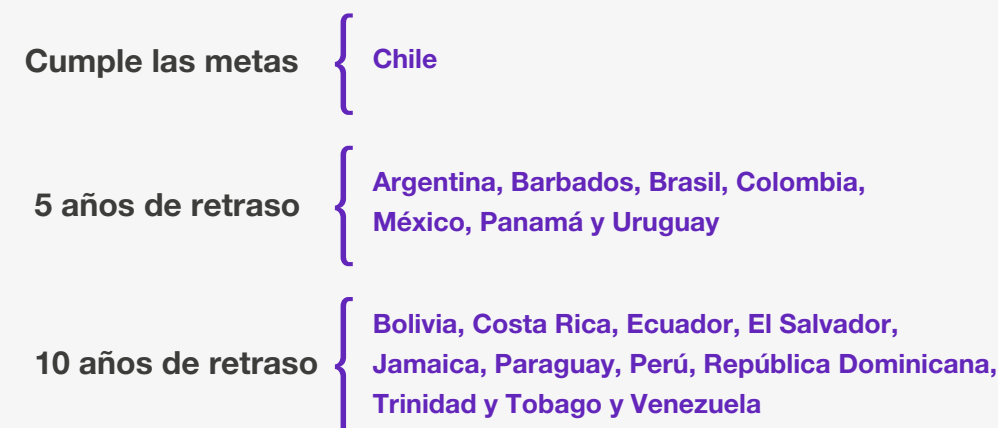 Cumple las metas
Chile
5 años de retraso
Argentina, Barbados, Brasil, Colombia,
México, Panamá y Uruguay
10 años de retraso
Bolivia, Costa Rica, Ecuador, El Salvador,
Jamaica, Paraguay, Perú, República Dominicana,
Trinidad y Tobago y Venezuela